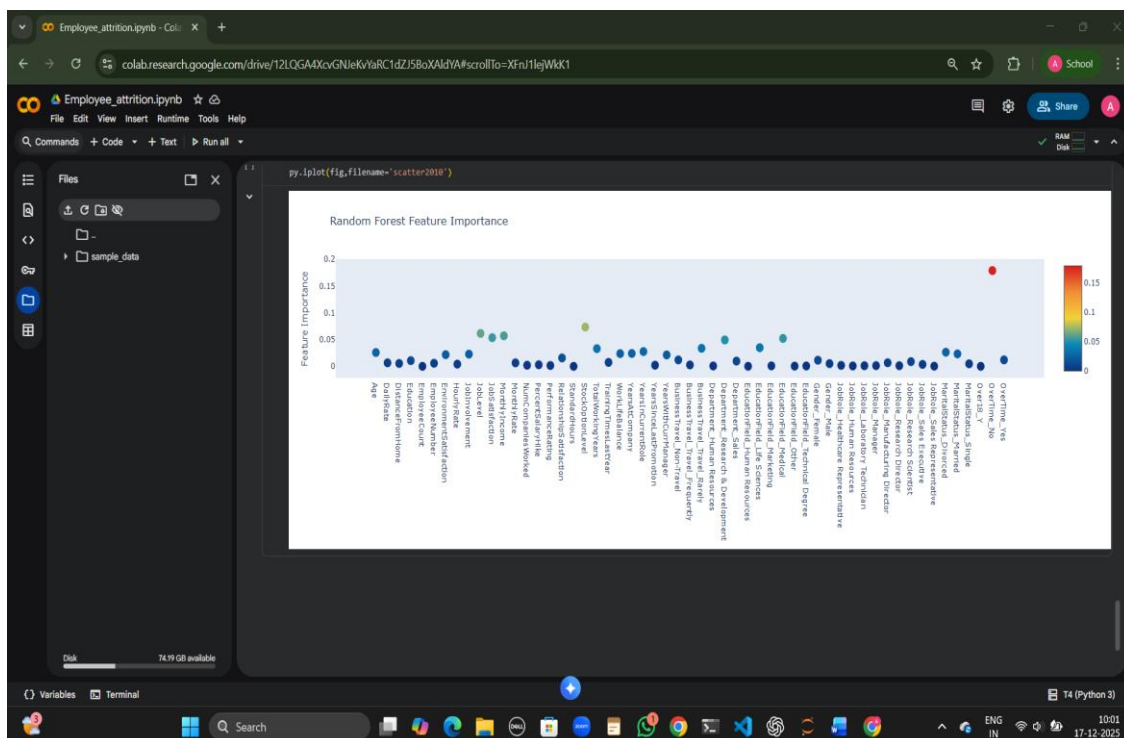 Employee_attrition.ipynb - Cola
colab.research.google.com/drive/12LQGA4XcvGNJeKvYaRC1dZJ5BoXAldYA#scrollTo=XFnJ1lejWkK1
School
Employee_attrition.ipynb
File Edit View Insert Runtime Tools Help
Share
A
Commands + Code + Text Run all
RAM
Disk
Files
..
sample_data
[ ]
py.iplot(fig,filename='scatter2010')
Random Forest Feature Importance
Feature Importance
0.2
0.15
0.1
0.05
0
0.15
0.1
0.05
0
Age
DailyRate
DistanceFromHome
Education
EmployeeCount
EmployeeNumber
EnvironmentSatisfaction
HourlyRate
JobInvolvement
JobLevel
JobSatisfaction
MonthlyIncome
MonthlyRate
NumCompaniesWorked
PercentSalaryHike
PerformanceRating
RelationshipSatisfaction
StandardHours
StockOptionLevel
TotalWorkingYears
TrainingTimesLastYear
WorkLifeBalance
YearsAtCompany
YearsInCurrentRole
YearsSinceLastPromotion
YearsWithCurrManager
BusinessTravel_Non-Travel
BusinessTravel_Travel_Frequently
BusinessTravel_Travel_Rarely
Department_Human Resources
Department_Research & Development
Department_Sales
EducationField_Human Resources
EducationField_Life Sciences
EducationField_Marketing
EducationField_Medical
EducationField_Other
EducationField_Technical Degree
Gender_Female
Gender_Male
JobRole_Healthcare Representative
JobRole_Human Resources
JobRole_Laboratory Technician
JobRole_Manager
JobRole_Manufacturing Director
JobRole_Research Director
JobRole_Research Scientist
JobRole_Sales Executive
JobRole_Sales Representative
MaritalStatus_Divorced
MaritalStatus_Married
MaritalStatus_Single
Over18_Y
OverTime_No
OverTime_Yes
Disk
74.19 GB available
Variables
Terminal
T4 (Python 3)
3
Search
DELL
zoom
ENG
IN
10:01
17-12-2025